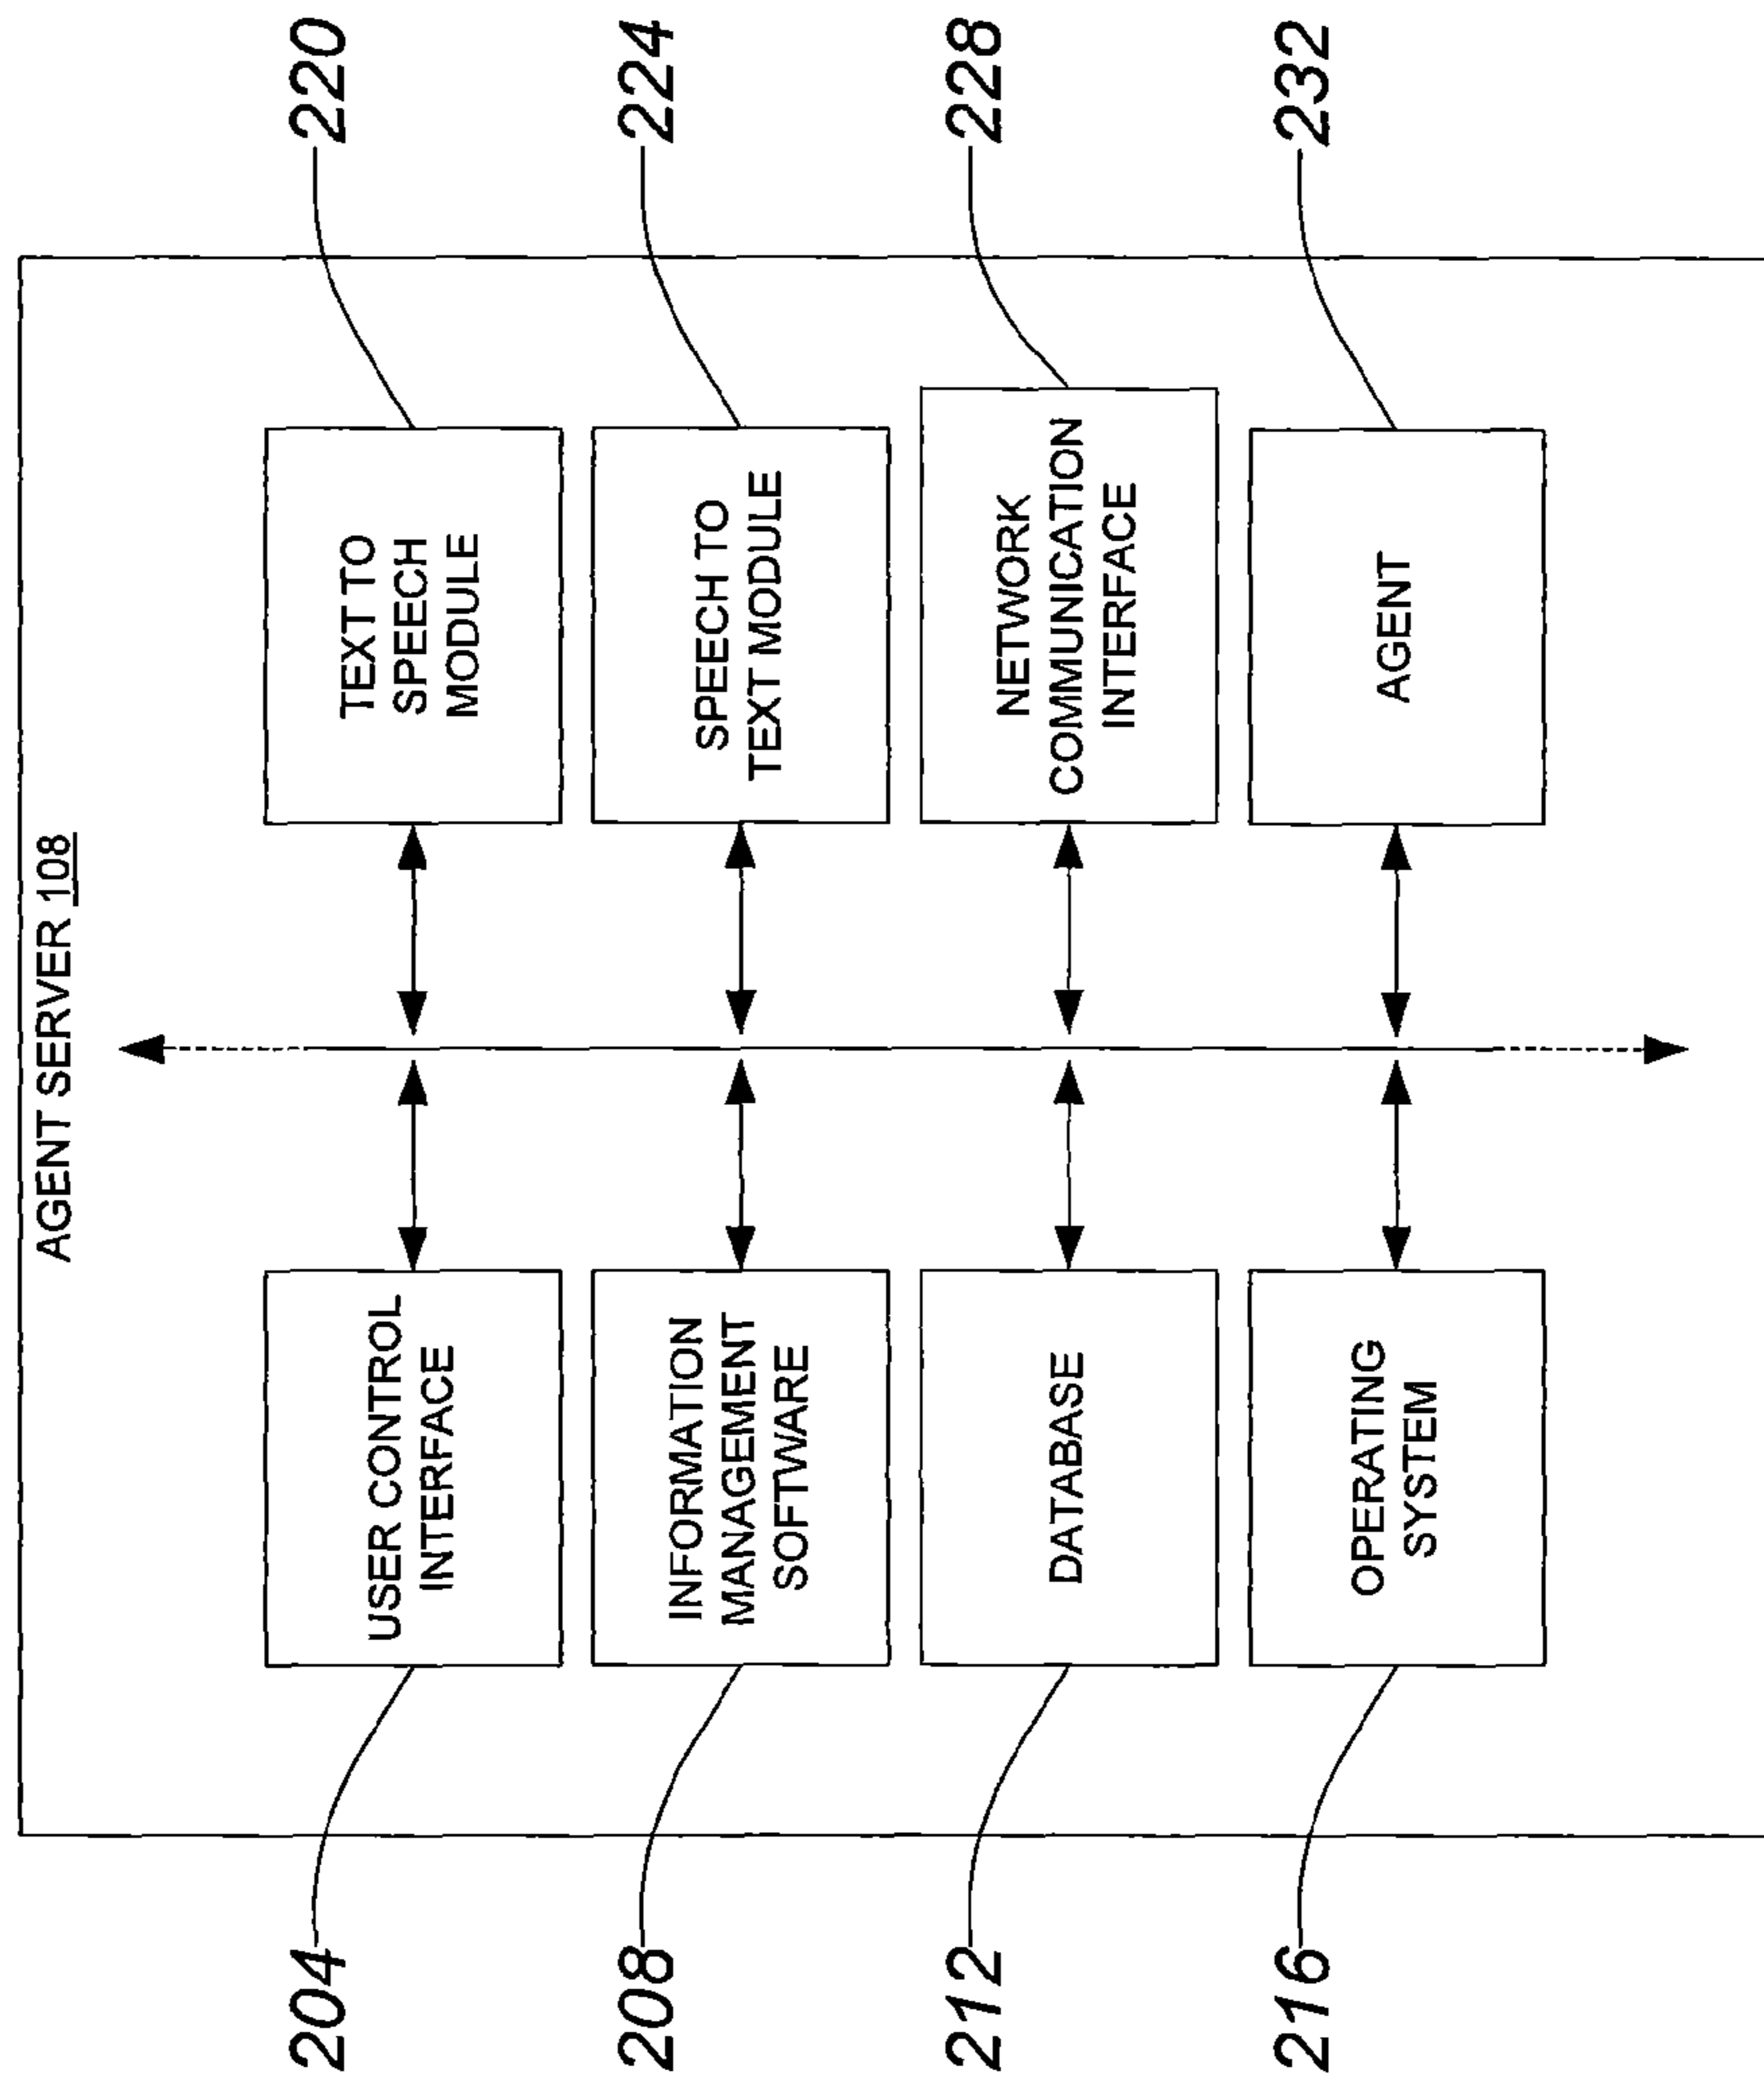 AGENT SERVER 108
204
USER CONTROL
INTERFACE
TEXT TO
SPEECH
MODULE
220
208
INFORMATION
MANAGEMENT
SOFTWARE
SPEECH TO
TEXT MODULE
224
212
DATABASE
NETWORK
COMMUNICATION
INTERFACE
228
216
OPERATING
SYSTEM
AGENT
232